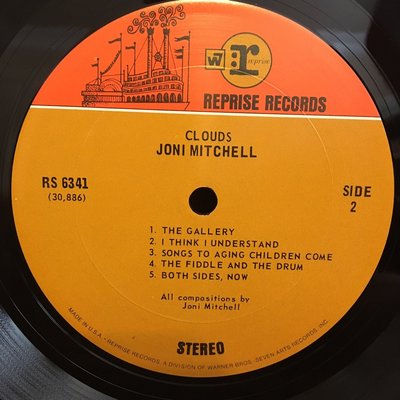 W7 r reprise
REPRISE RECORDS
CLOUDS
JONI MITCHELL
RS 6341
(30,886)
SIDE
2
1. THE GALLERY
2. I THINK I UNDERSTAND
3. SONGS TO AGING CHILDREN COME
4. THE FIDDLE AND THE DRUM
5. BOTH SIDES, NOW
All compositions by
Joni Mitchell
STEREO
MADE IN U.S.A. • REPRISE RECORDS, A DIVISION OF WARNER BROS.-SEVEN ARTS RECORDS, INC.